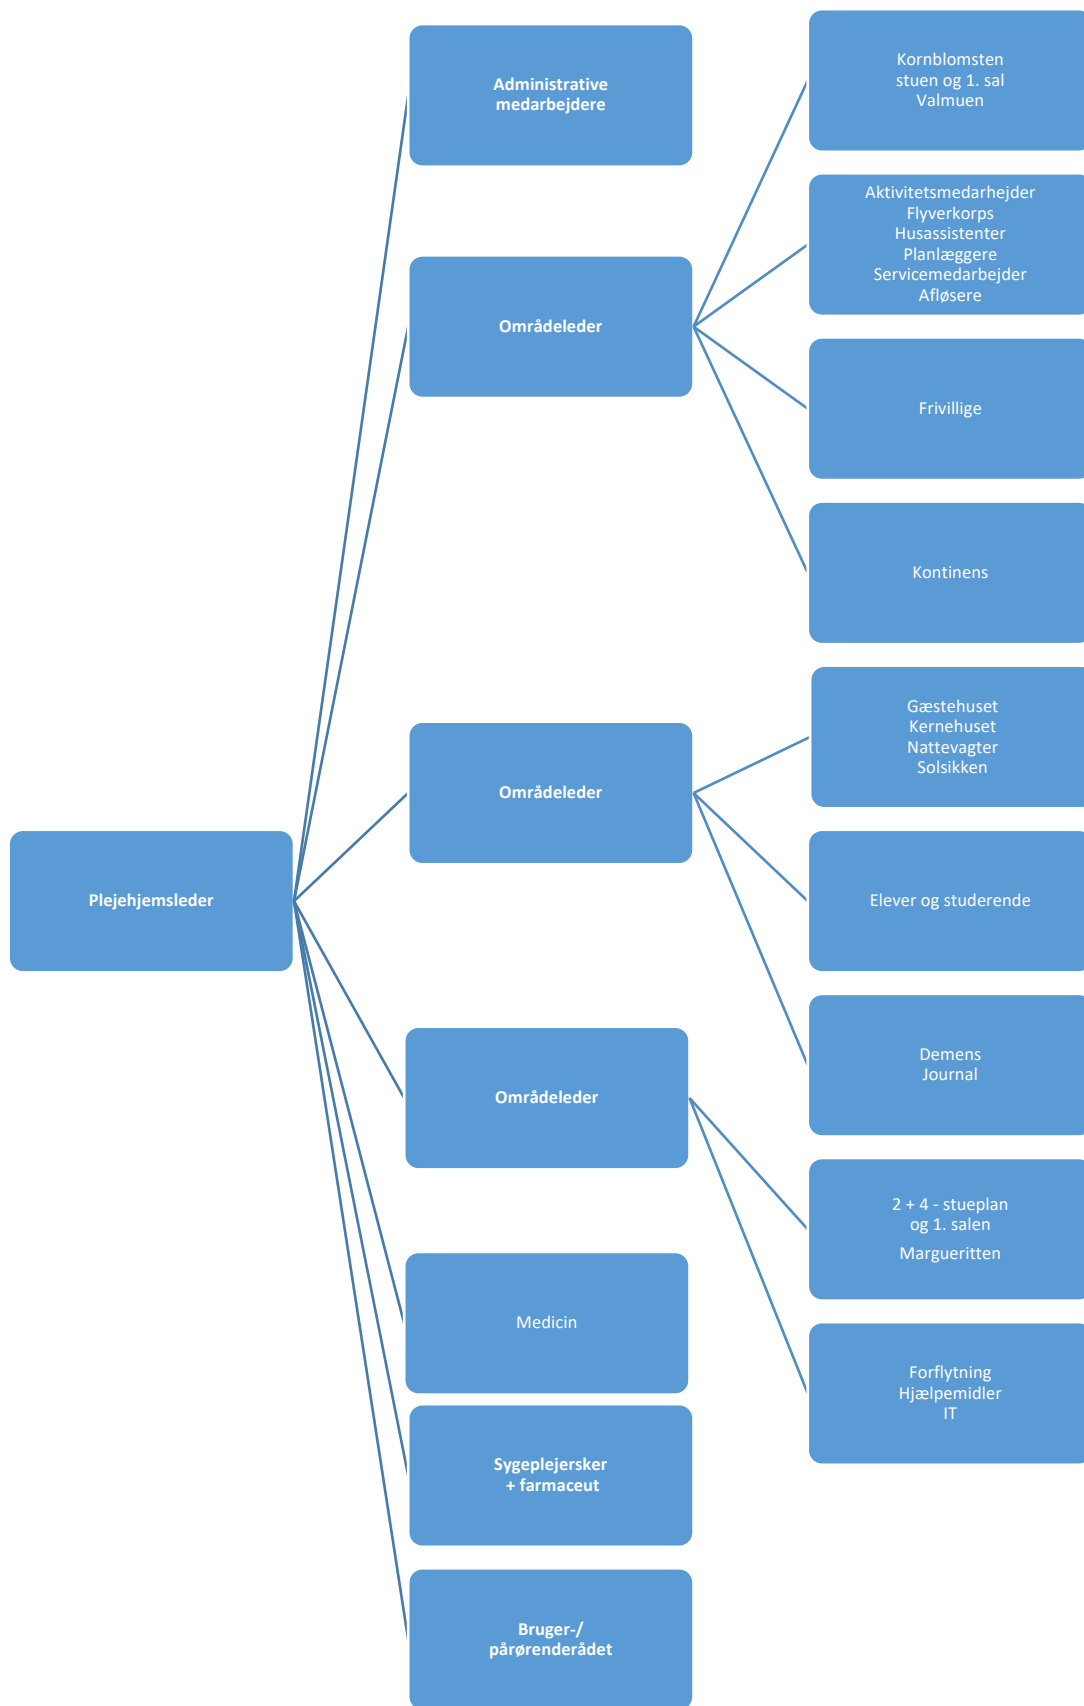 Plejehjemsleder
Administrative
medarbejdere
Områdeleder
Kornblomsten
stuen og 1. sal
Valmuen
Aktivitetsmedarhejder
Flyverkorps
Husassistenter
Planlæggere
Servicemedarbejder
Afløsere
Frivillige
Kontinens
Områdeleder
Gæstehuset
Kernehuset
Nattevagter
Solsikken
Elever og studerende
Demens
Journal
Områdeleder
2 + 4 - stueplan
og 1. salen
Margueritten
Forflytning
Hjælpemidler
IT
Medicin
Sygeplejersker
+ farmaceut
Bruger-/
pårørenderådet